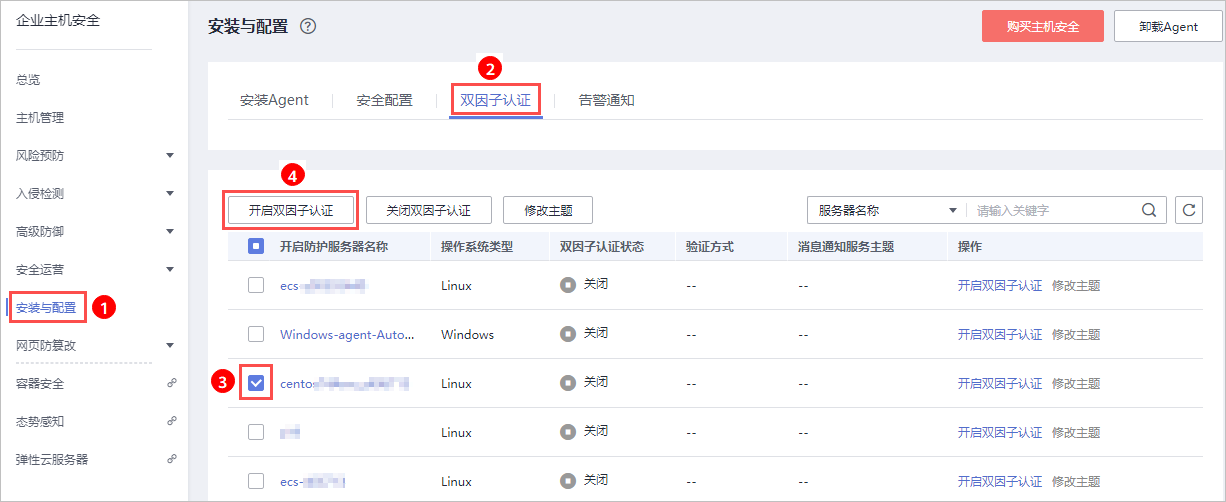 企业主机安全
总览
主机管理
风险预防
入侵检测
高级防御
安全运营
安全与配置
1
网页防篡改
容器安全
态势感知
弹性云服务器
安装与配置 ?
购买主机安全
卸载Agent
2
安装Agent
安全配置
双因子认证
告警通知
4
开启双因子认证
关闭双因子认证
修改主题
服务器名称
请输入关键字
开启防护服务器名称 操作系统类型 双因子认证状态 验证方式 消息通知服务主题 操作
ecs- Linux 关闭 -- -- 开启双因子认证 修改主题
Windows-agent-Auto... Windows 关闭 -- -- 开启双因子认证 修改主题
3
centos Linux 关闭 -- -- 开启双因子认证 修改主题
Linux 关闭 -- -- 开启双因子认证 修改主题
ecs- Linux 关闭 -- -- 开启双因子认证 修改主题